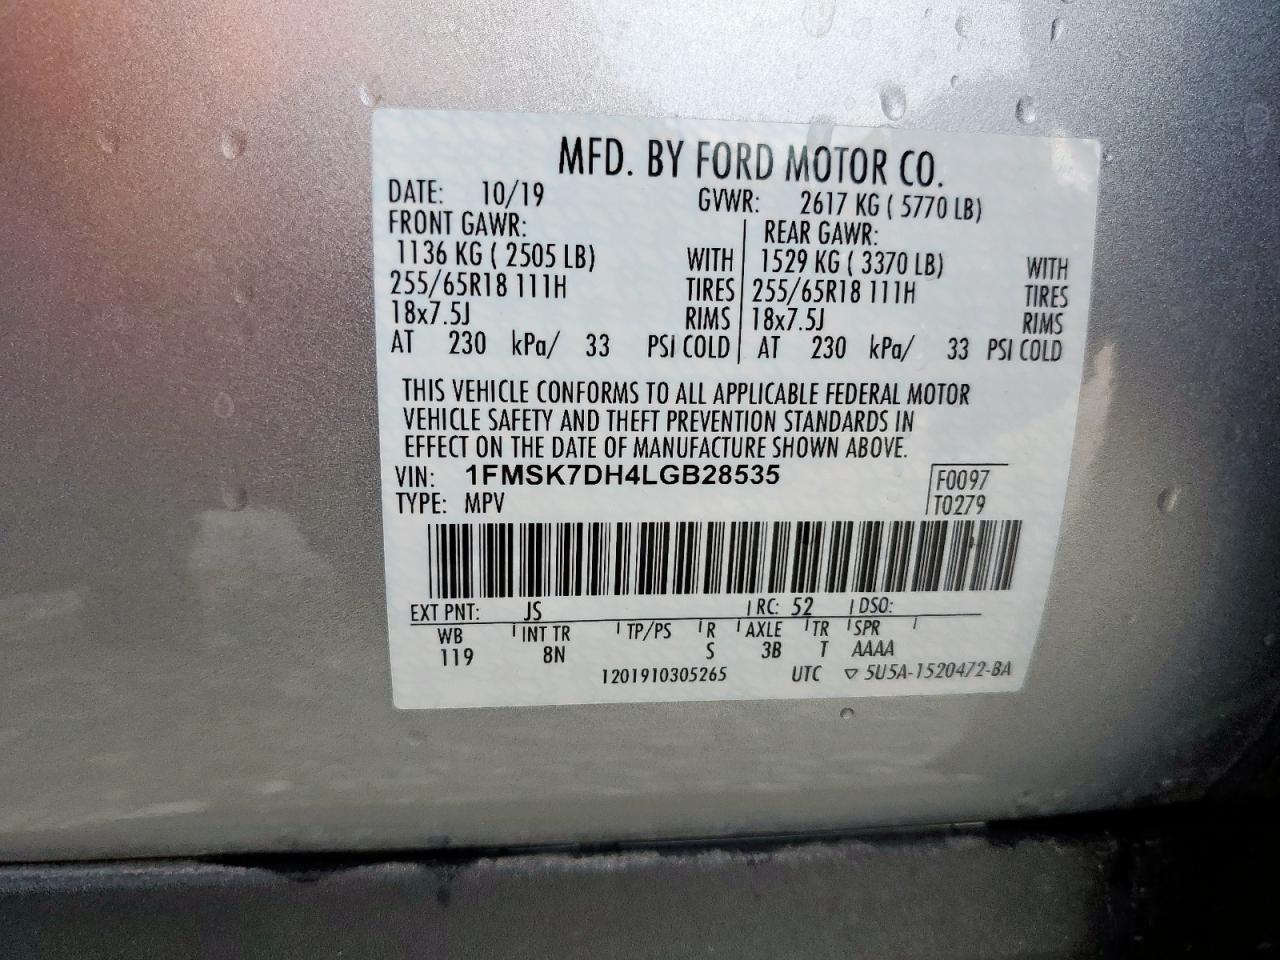 MFD. BY FORD MOTOR CO.
DATE: 10/19 GVWR: 2617 KG ( 5770 LB)
FRONT GAWR: REAR GAWR:
1136 KG ( 2505 LB) WITH 1529 KG ( 3370 LB) WITH
255/65R18 111H TIRES 255/65R18 111H TIRES
18x7.5J RIMS 18x7.5J RIMS
AT 230 kPa/ 33 PSI COLD AT 230 kPa/ 33 PSI COLD
THIS VEHICLE CONFORMS TO ALL APPLICABLE FEDERAL MOTOR
VEHICLE SAFETY AND THEFT PREVENTION STANDARDS IN
EFFECT ON THE DATE OF MANUFACTURE SHOWN ABOVE.
VIN: 1FMSK7DH4LGB28535 F0097
TYPE: MPV T0279
EXT PNT: JS RC: 52 DSO:
WB INT TR TP/PS R AXLE TR SPR
119 8N S 3B T AAAA
1201910305265 UTC ▽ 5U5A-1520472-BA